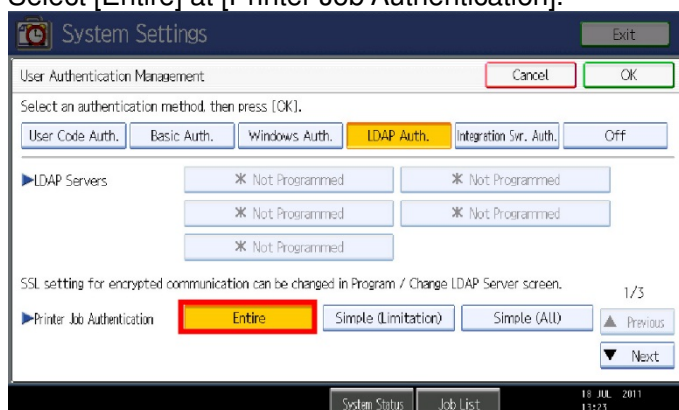 Select [Entire] at [Printer Job Authentication].
System Settings
Exit
User Authentication Management
Cancel
OK
Select an authentication method, then press [OK].
User Code Auth.
Basic Auth.
Windows Auth.
LDAP Auth.
Integration Svr. Auth.
Off
►LDAP Servers
✱ Not Programmed
✱ Not Programmed
✱ Not Programmed
✱ Not Programmed
✱ Not Programmed
SSL setting for encrypted communication can be changed in Program / Change LDAP Server screen.
1/3
►Printer Job Authentication
Entire
Simple (Limitation)
Simple (All)
▲ Previous
▼ Next
System Status
Job List
18 JUL 2011
13:23